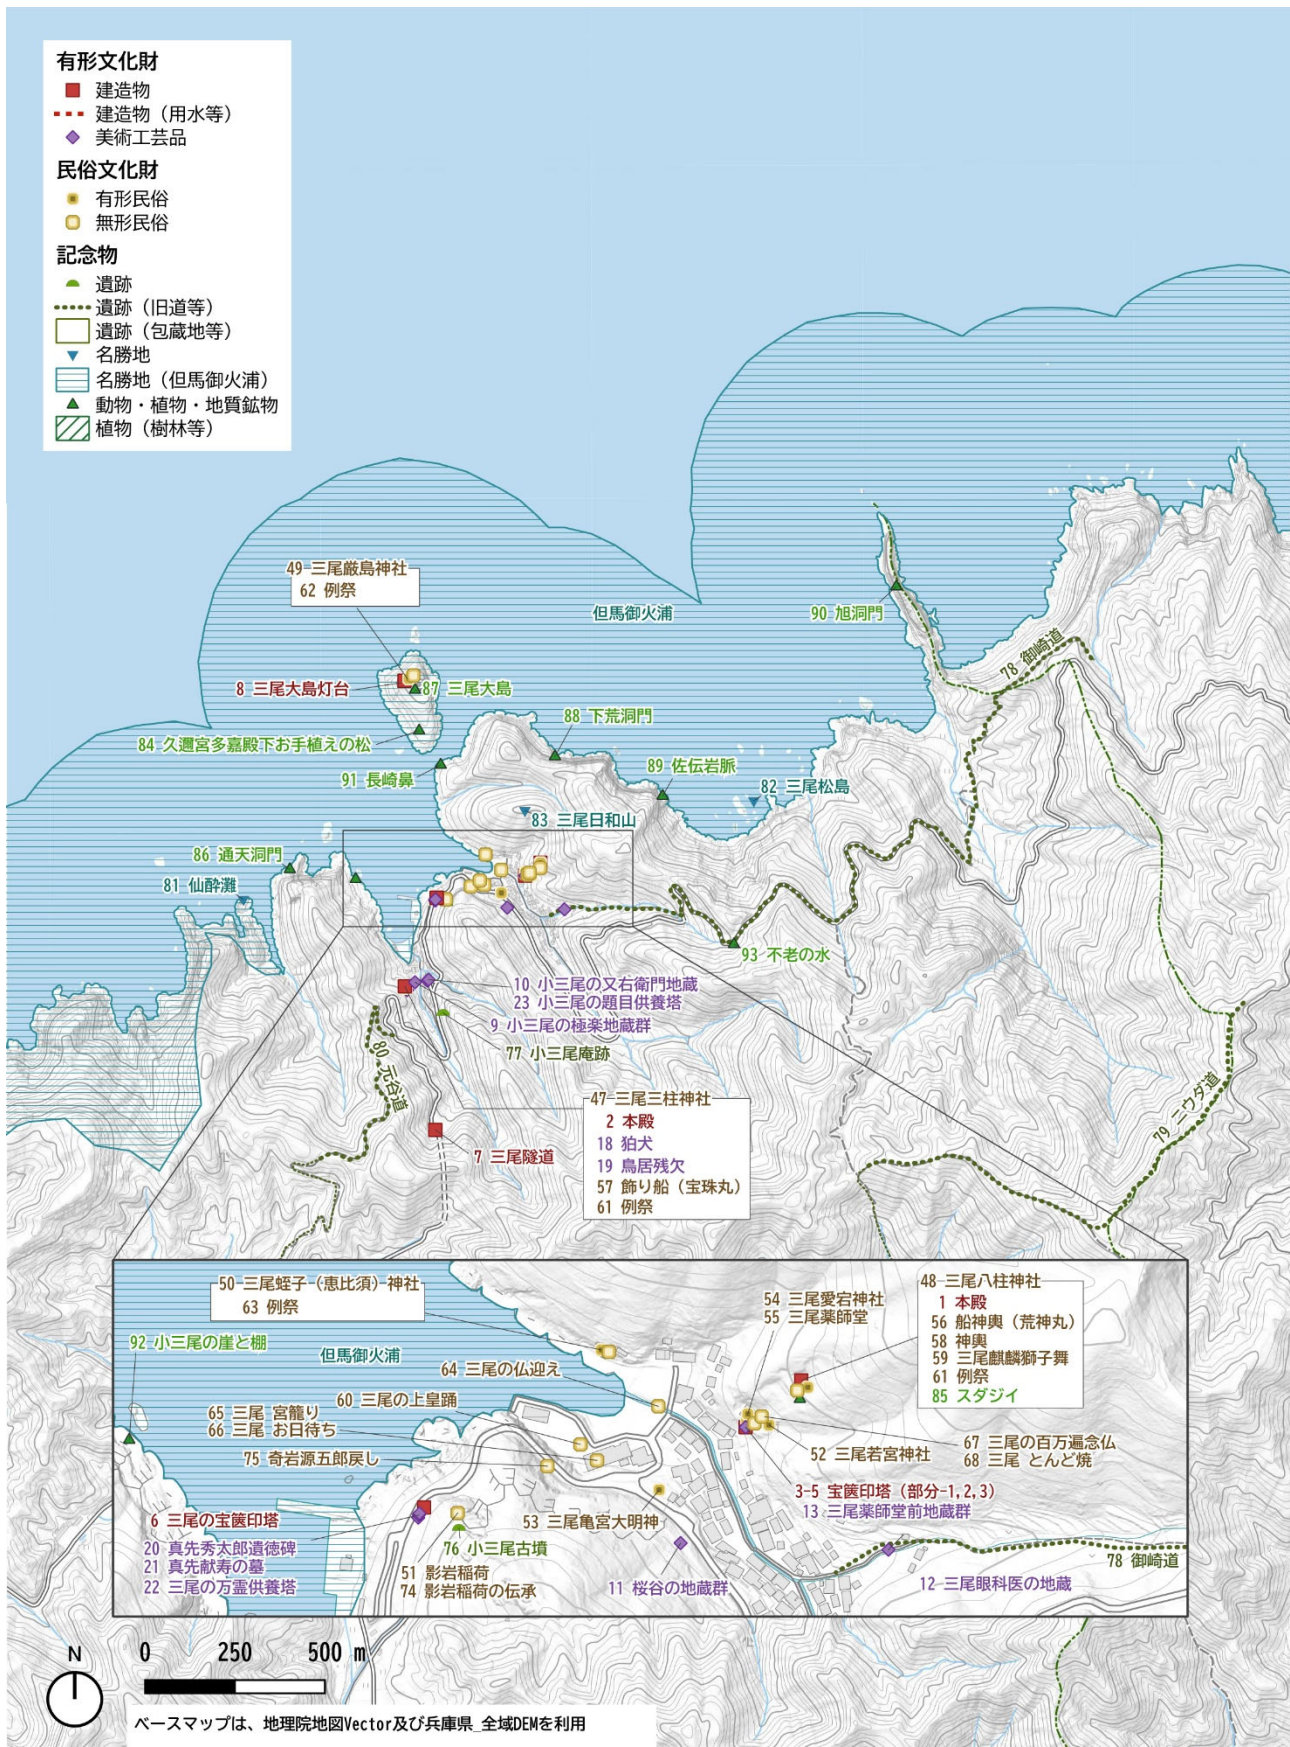 有形文化財
建造物
建造物（用水等）
美術工芸品
民俗文化財
有形民俗
無形民俗
記念物
遺跡
遺跡（旧道等）
遺跡（包蔵地等）
名勝地
名勝地（但馬御火浦）
動物・植物・地質鉱物
植物（樹林等）
49 三尾厳島神社
62 例祭
但馬御火浦
90 旭洞門
78 御崎道
8 三尾大島灯台
87 三尾大島
84 久邇宮多嘉殿下お手植えの松
88 下荒洞門
91 長崎鼻
89 佐伝岩脈
82 三尾松島
83 三尾日和山
86 通天洞門
81 仙酔灘
93 不老の水
10 小三尾の又右衛門地蔵
23 小三尾の題目供養塔
9 小三尾の極楽地蔵群
77 小三尾庵跡
80 元谷道
79 ニウダ道
47 三尾三柱神社
2 本殿
18 狛犬
19 鳥居残欠
57 飾り船（宝珠丸）
61 例祭
7 三尾隧道
50 三尾蛭子（恵比須）神社
63 例祭
54 三尾愛宕神社
55 三尾薬師堂
48 三尾八柱神社
1 本殿
56 船神輿（荒神丸）
58 神輿
59 三尾麒麟獅子舞
61 例祭
85 スダジイ
92 小三尾の崖と棚
但馬御火浦
64 三尾の仏迎え
60 三尾の上皇踊
65 三尾 宮籠り
66 三尾 お日待ち
75 奇岩源五郎戻し
52 三尾若宮神社
67 三尾の百万遍念仏
68 三尾 とんど焼
3-5 宝篋印塔（部分-1,2,3）
13 三尾薬師堂前地蔵群
6 三尾の宝篋印塔
20 真先秀太郎遺徳碑
21 真先献寿の墓
22 三尾の万霊供養塔
53 三尾亀宮大明神
76 小三尾古墳
51 影岩稲荷
74 影岩稲荷の伝承
11 桜谷の地蔵群
12 三尾眼科医の地蔵
78 御崎道
N
0 250 500 m
ベースマップは、地理院地図Vector及び兵庫県_全域DEMを利用